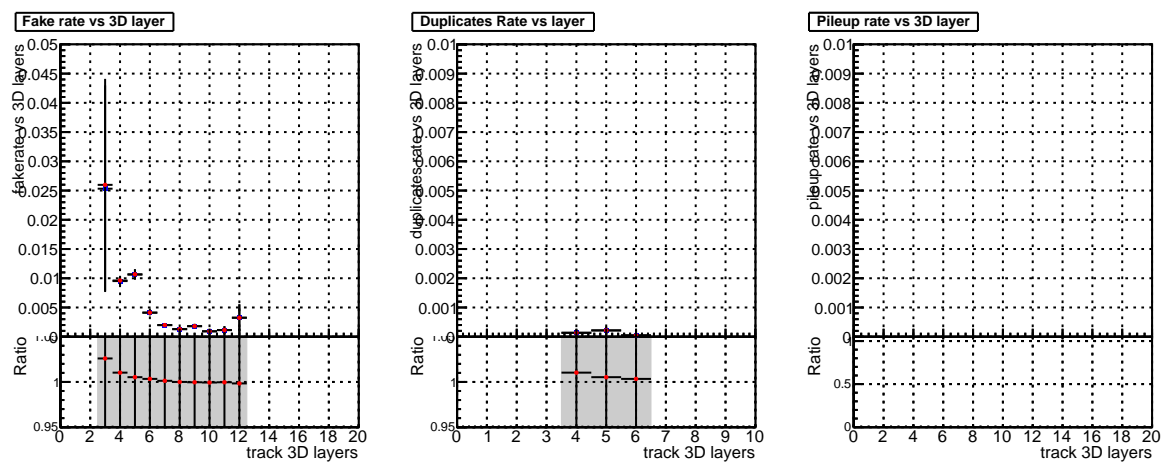 Fake rate vs 3D layer
fakerate vs 3D layers
0.05
0.045
0.04
0.035
0.03
0.025
0.02
0.015
0.01
0.005
0
Ratio
1
0.95
0 2 4 6 8 10 12 14 16 18 20
track 3D layers
Duplicates Rate vs layer
duplicates rate vs 3D layers
0.01
0.009
0.008
0.007
0.006
0.005
0.004
0.003
0.002
0.001
0
Ratio
1
0.95
0 1 2 3 4 5 6 7 8 9 10
track 3D layers
Pileup rate vs 3D layer
pileup rate vs 3D layers
0.01
0.009
0.008
0.007
0.006
0.005
0.004
0.003
0.002
0.001
0
Ratio
1
0.5
0
0 2 4 6 8 10 12 14 16 18 20
track 3D layers